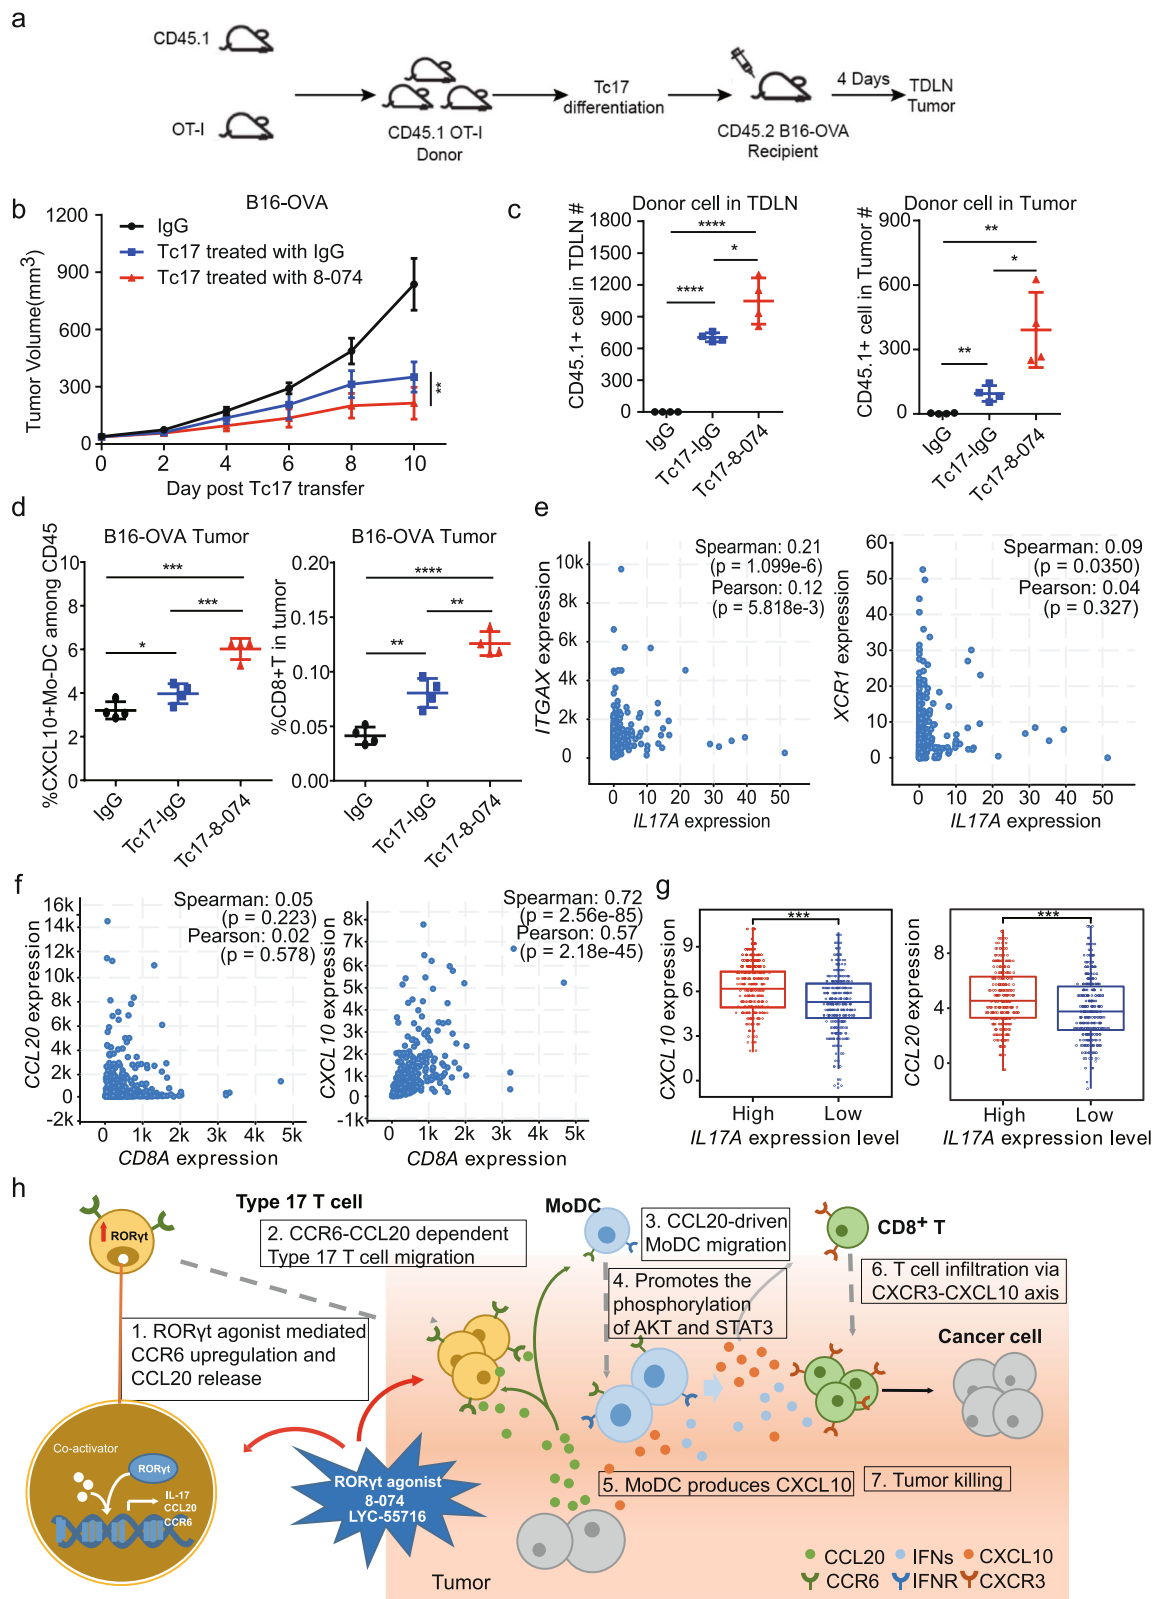 a
CD45.1
OT-I
CD45.1 OT-I
Donor
Tc17
differentiation
CD45.2 B16-OVA
Recipient
4 Days
TDLN
Tumor
b
B16-OVA
IgG
Tc17 treated with IgG
Tc17 treated with 8-074
Tumor Volume(mm³)
1200
900
600
300
0
**
0 2 4 6 8 10
Day post Tc17 transfer
c
Donor cell in TDLN
CD45.1+ cell in TDLN #
1800
1500
1200
900
600
300
0
****
*
****
IgG
Tc17-IgG
Tc17-8-074
Donor cell in Tumor
CD45.1+ cell in Tumor #
900
600
300
0
**
*
**
IgG
Tc17-IgG
Tc17-8-074
d
B16-OVA Tumor
%CXCL10+Mo-DC among CD45
10
8
6
4
2
0
***
***
*
IgG
Tc17-IgG
Tc17-8-074
B16-OVA Tumor
%CD8+T in tumor
0.20
0.15
0.10
0.05
0.00
****
**
**
IgG
Tc17-IgG
Tc17-8-074
e
Spearman: 0.21
(p = 1.099e-6)
Pearson: 0.12
(p = 5.818e-3)
ITGAX expression
10k
8k
6k
4k
2k
0
0 10 20 30 40 50
IL17A expression
Spearman: 0.09
(p = 0.0350)
Pearson: 0.04
(p = 0.327)
XCR1 expression
60
50
40
30
20
10
0
0 10 20 30 40 50
IL17A expression
f
Spearman: 0.05
(p = 0.223)
Pearson: 0.02
(p = 0.578)
CCL20 expression
16k
14k
12k
10k
8k
6k
4k
2k
0
-2k
0 1k 2k 3k 4k 5k
CD8A expression
Spearman: 0.72
(p = 2.56e-85)
Pearson: 0.57
(p = 2.18e-45)
CXCL10 expression
8k
7k
6k
5k
4k
3k
2k
1k
0
-1k
0 1k 2k 3k 4k 5k
CD8A expression
g
***
CXCL10 expression
9
6
3
0
High Low
IL17A expression level
***
CCL20 expression
8
4
0
High Low
IL17A expression level
h
Type 17 T cell
RORγt
2. CCR6-CCL20 dependent
Type 17 T cell migration
MoDC
3. CCL20-driven
MoDC migration
CD8⁺ T
4. Promotes the
phosphorylation
of AKT and STAT3
6. T cell infiltration via
CXCR3-CXCL10 axis
Cancer cell
1. RORγt agonist mediated
CCR6 upregulation and
CCL20 release
Co-activator
RORγt
IL-17
CCL20
CCR6
RORγt agonist
8-074
LYC-55716
5. MoDC produces CXCL10
7. Tumor killing
Tumor
CCL20 IFNs CXCL10
CCR6 IFNR CXCR3